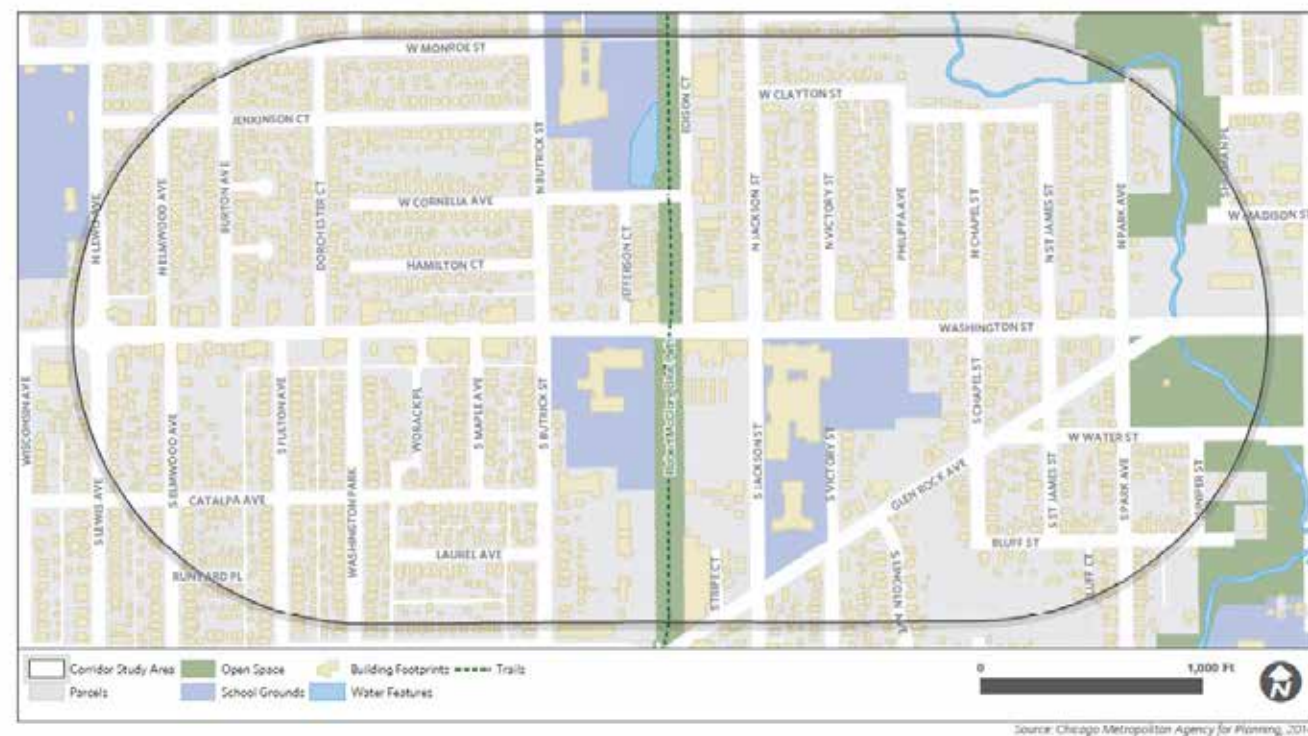 W MONROE ST
EDISON CT
W CLAYTON ST
JENKINSON CT
N BUTRICK ST
N LEWIS AVE
N ELMWOOD AVE
BURTON AVE
DORCHESTER CT
W CORNELIA AVE
SHERMAN PL
W MADISON ST
HAMILTON CT
JEFFERSON CT
N JACKSON ST
N VICTORY ST
PHILIPPA AVE
N CHAPEL ST
N ST JAMES ST
N PARK AVE
WASHINGTON ST
WISCONSIN AVE
S LEWIS AVE
S ELMWOOD AVE
S FULTON AVE
WASHINGTON PARK
WORACK PL
S MAPLE AVE
S BUTRICK ST
S JACKSON ST
S VICTORY ST
S CHAPEL ST
W WATER ST
GLEN ROCK AVE
S ST JAMES ST
S PARK AVE
JUNIPER ST
CATALPA AVE
LAUREL AVE
BLUFF ST
Corridor Study Area
Open Space
Building Footprints
Trails
Parcels
School Grounds
Water Features
0 1,000 Ft
N
Source: Chicago Metropolitan Agency for Planning,